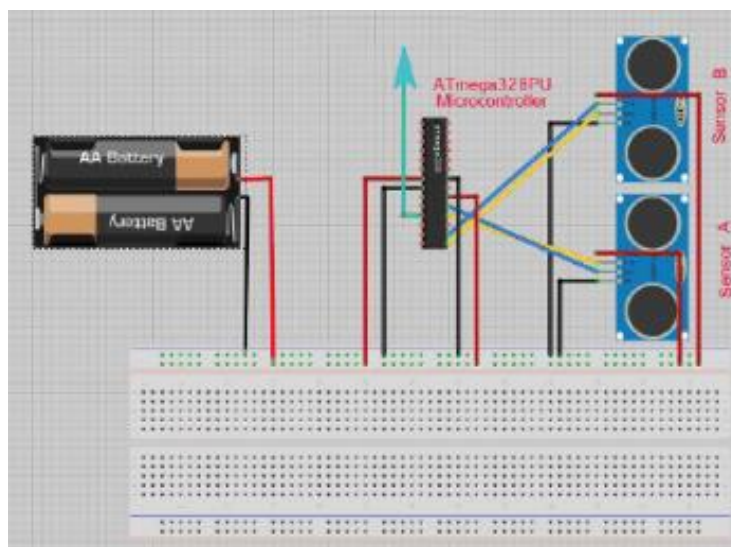 ATmega328PU
Microcontroller
AA Battery
AA Battery
Sensor B
Sensor A